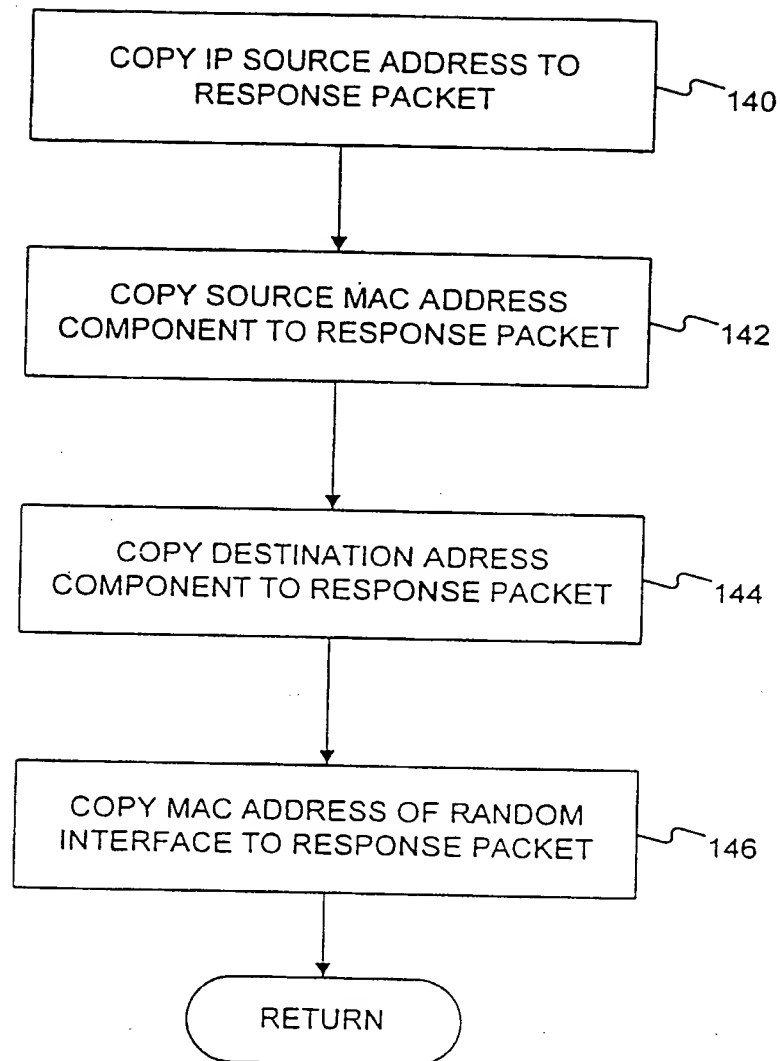 COPY IP SOURCE ADDRESS TO
RESPONSE PACKET
140
COPY SOURCE MAC ADDRESS
COMPONENT TO RESPONSE PACKET
142
COPY DESTINATION ADRESS
COMPONENT TO RESPONSE PACKET
144
COPY MAC ADDRESS OF RANDOM
INTERFACE TO RESPONSE PACKET
146
RETURN